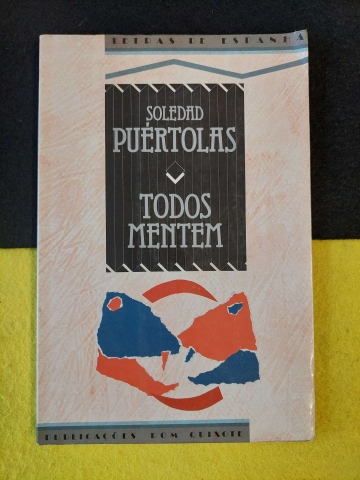 LETRAS DE ESPANHA
SOLEDAD
PUÉRTOLAS
TODOS
MENTEM
PUBLICAÇÕES DOM QUIXOTE